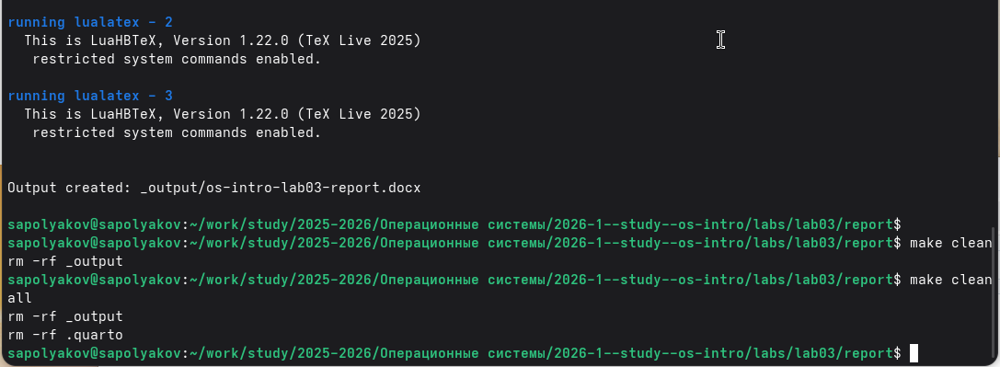 running lualatex - 2
  This is LuaHBTeX, Version 1.22.0 (TeX Live 2025)
   restricted system commands enabled.
running lualatex - 3
  This is LuaHBTeX, Version 1.22.0 (TeX Live 2025)
   restricted system commands enabled.
Output created: _output/os-intro-lab03-report.docx
sapolyakov@sapolyakov:~/work/study/2025-2026/Операционные системы/2026-1--study--os-intro/labs/lab03/report$
sapolyakov@sapolyakov:~/work/study/2025-2026/Операционные системы/2026-1--study--os-intro/labs/lab03/report$ make clean
rm -rf _output
sapolyakov@sapolyakov:~/work/study/2025-2026/Операционные системы/2026-1--study--os-intro/labs/lab03/report$ make clean
all
rm -rf _output
rm -rf .quarto
sapolyakov@sapolyakov:~/work/study/2025-2026/Операционные системы/2026-1--study--os-intro/labs/lab03/report$